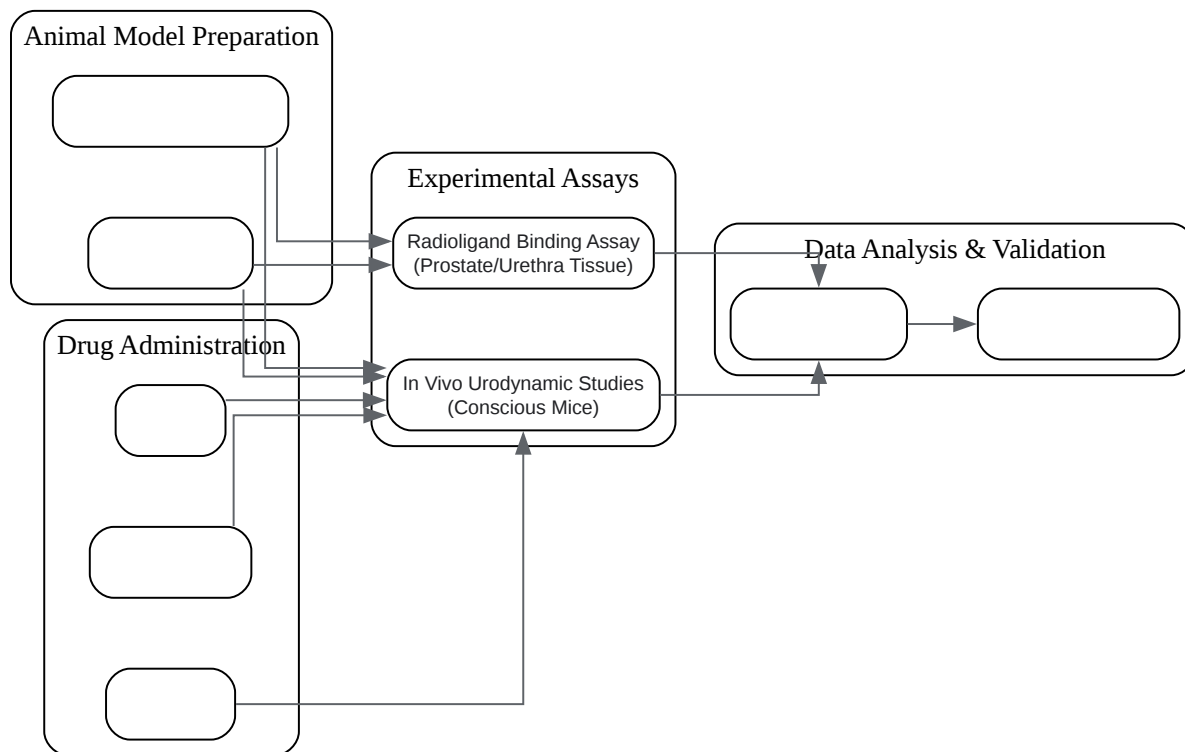 Animal Model Preparation
Drug Administration
Experimental Assays
Radioligand Binding Assay
(Prostate/Urethra Tissue)
In Vivo Urodynamic Studies
(Conscious Mice)
Data Analysis & Validation